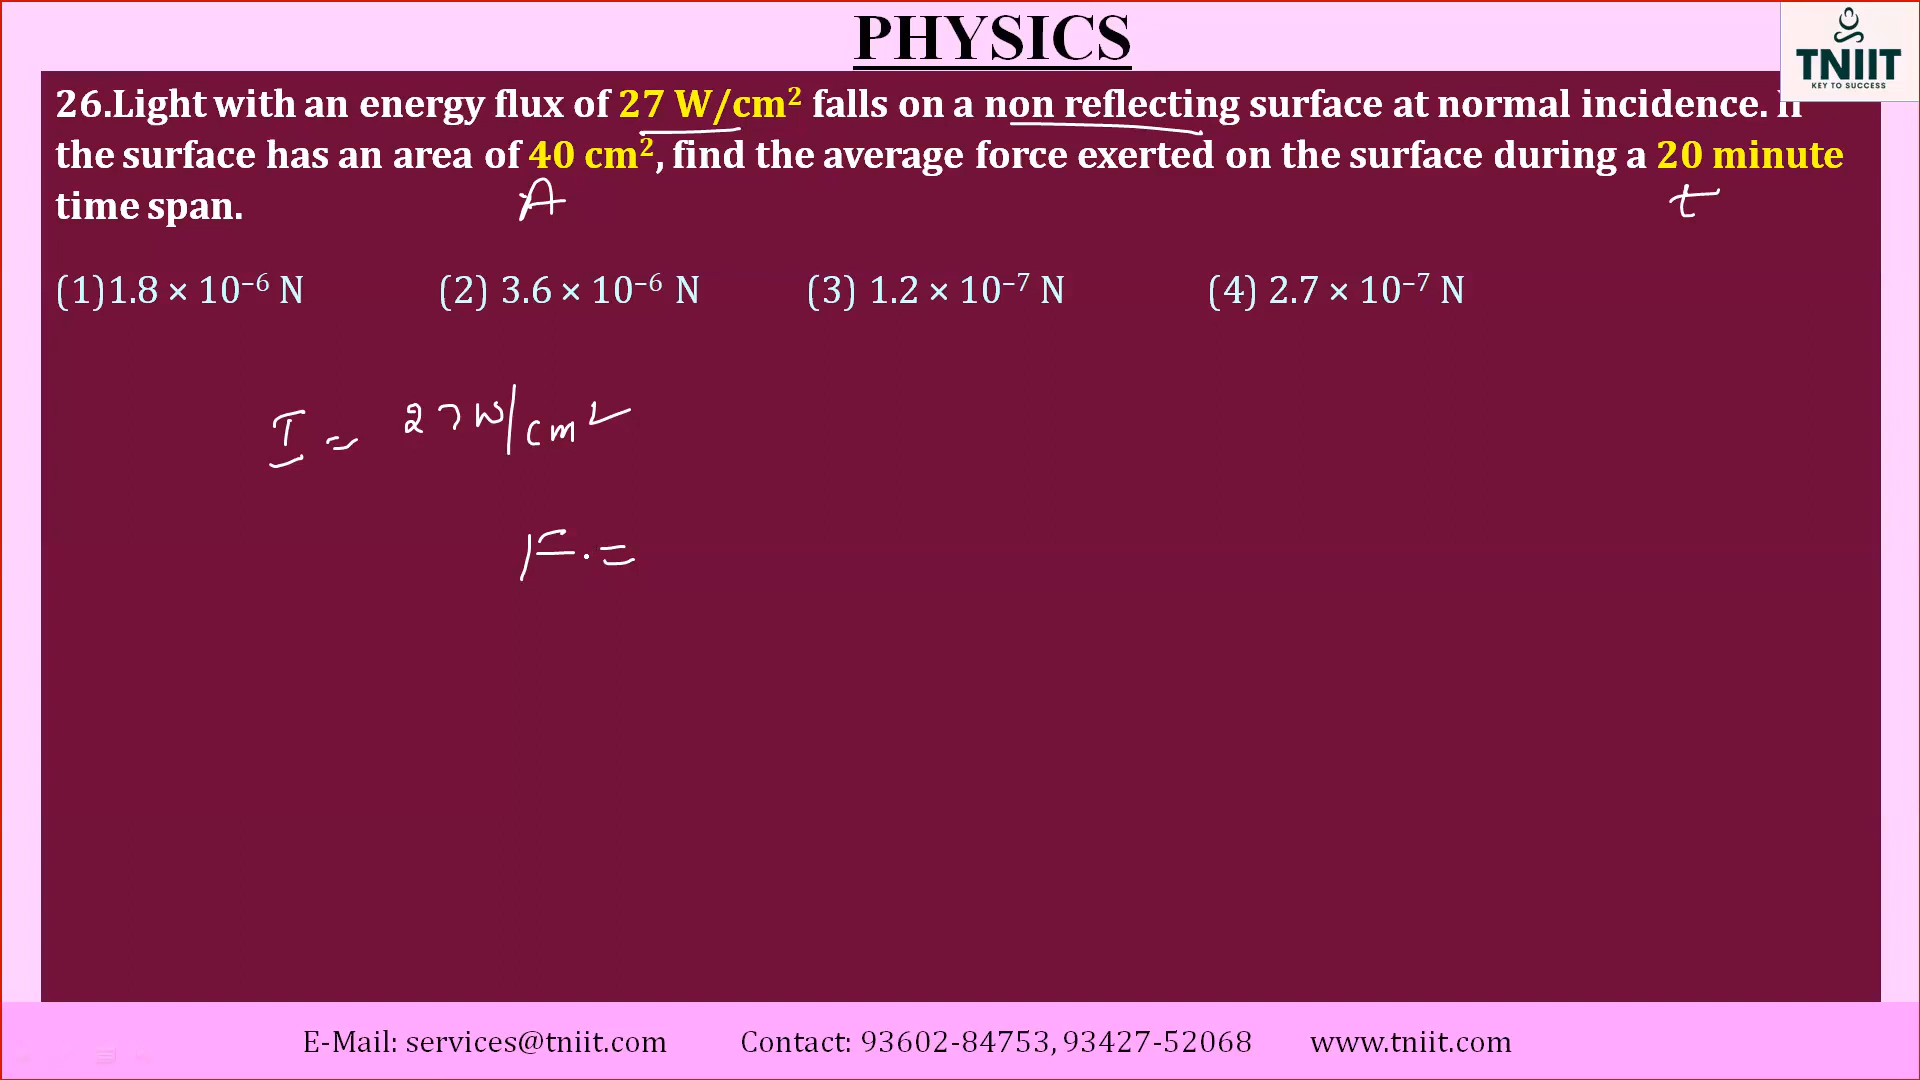 PHYSICS
TNIIT
KEY TO SUCCESS
26.Light with an energy flux of 27 W/cm² falls on a non reflecting surface at normal incidence. If
the surface has an area of 40 cm², find the average force exerted on the surface during a 20 minute
time span.
A t
(1)1.8 × 10⁻⁶ N (2) 3.6 × 10⁻⁶ N (3) 1.2 × 10⁻⁷ N (4) 2.7 × 10⁻⁷ N
I = 27 W/cm²
F. =
E-Mail: services@tniit.com Contact: 93602-84753, 93427-52068 www.tniit.com